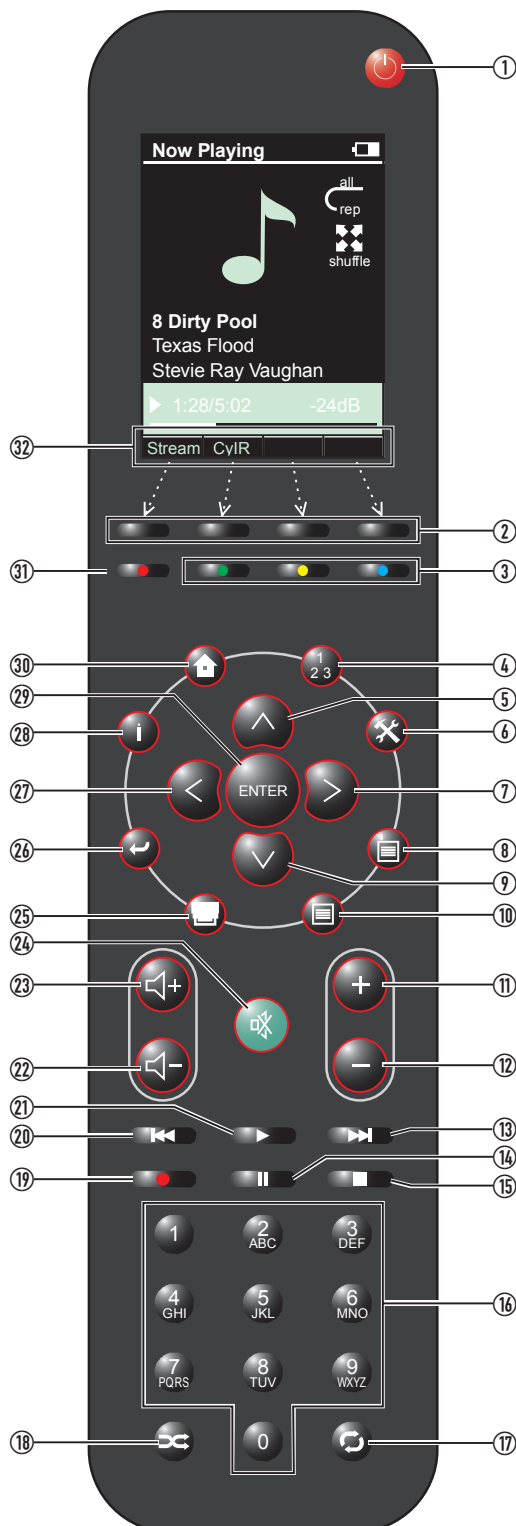 ①
Now Playing
all
rep
shuffle
8 Dirty Pool
Texas Flood
Stevie Ray Vaughan
1:28/5:02 -24dB
㉜
Stream CyIR
②
㉛ ③
㉚ 1 ④
2 3
㉙ ⑤
㉘ i ⑥
㉗ ENTER ⑦
㉖ ⑧
⑨
㉕ ⑩
㉔
㉓ + + ⑪
㉒ − − ⑫
㉑
⑳ ⑬
⑭
⑲ ⑮
1 2 3
ABC DEF
4 5 6 ⑯
GHI JKL MNO
7 8 9
PQRS TUV WXYZ
⑱ 0 ⑰